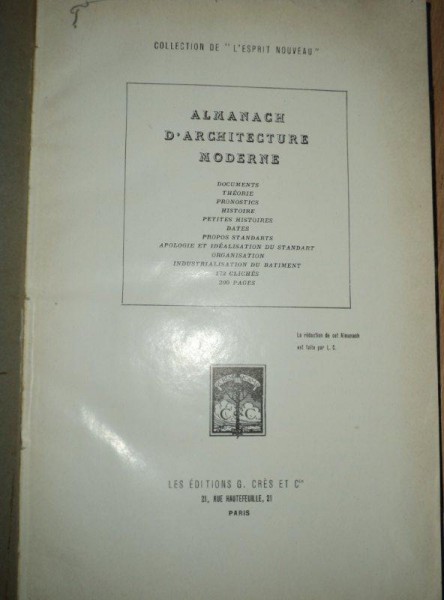 COLLECTION DE "L'ESPRIT NOUVEAU"
ALMANACH
D'ARCHITECTURE
MODERNE
DOCUMENTS
THÉORIE
PRONOSTICS
HISTOIRE
PETITES HISTOIRES
DATES
PROPOS STANDARTS
APOLOGIE ET IDÉALISATION DU STANDART
ORGANISATION
INDUSTRIALISATION DU BATIMENT
CLICHÉS
200 PAGES
La rédaction de cet Almanach
est faite par L. C.
C C
LES ÉDITIONS G. CRÈS ET Cie
21, RUE HAUTEFEUILLE, 21
PARIS